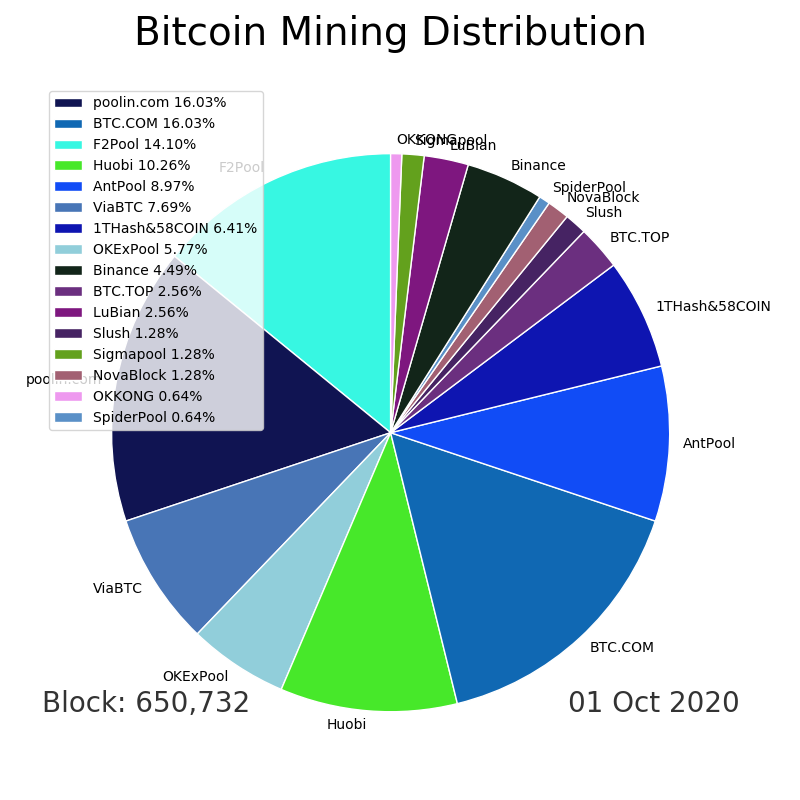 Bitcoin Mining Distribution
poolin.com 16.03%
BTC.COM 16.03%
F2Pool 14.10%
Huobi 10.26%
AntPool 8.97%
ViaBTC 7.69%
1THash&58COIN 6.41%
OKExPool 5.77%
Binance 4.49%
BTC.TOP 2.56%
LuBian 2.56%
Slush 1.28%
Sigmapool 1.28%
NovaBlock 1.28%
OKKONG 0.64%
SpiderPool 0.64%
OKKONG
Sigmapool
LuBian
Binance
SpiderPool
NovaBlock
Slush
BTC.TOP
1THash&58COIN
AntPool
BTC.COM
Huobi
OKExPool
ViaBTC
poolin.com
F2Pool
Block: 650,732
01 Oct 2020